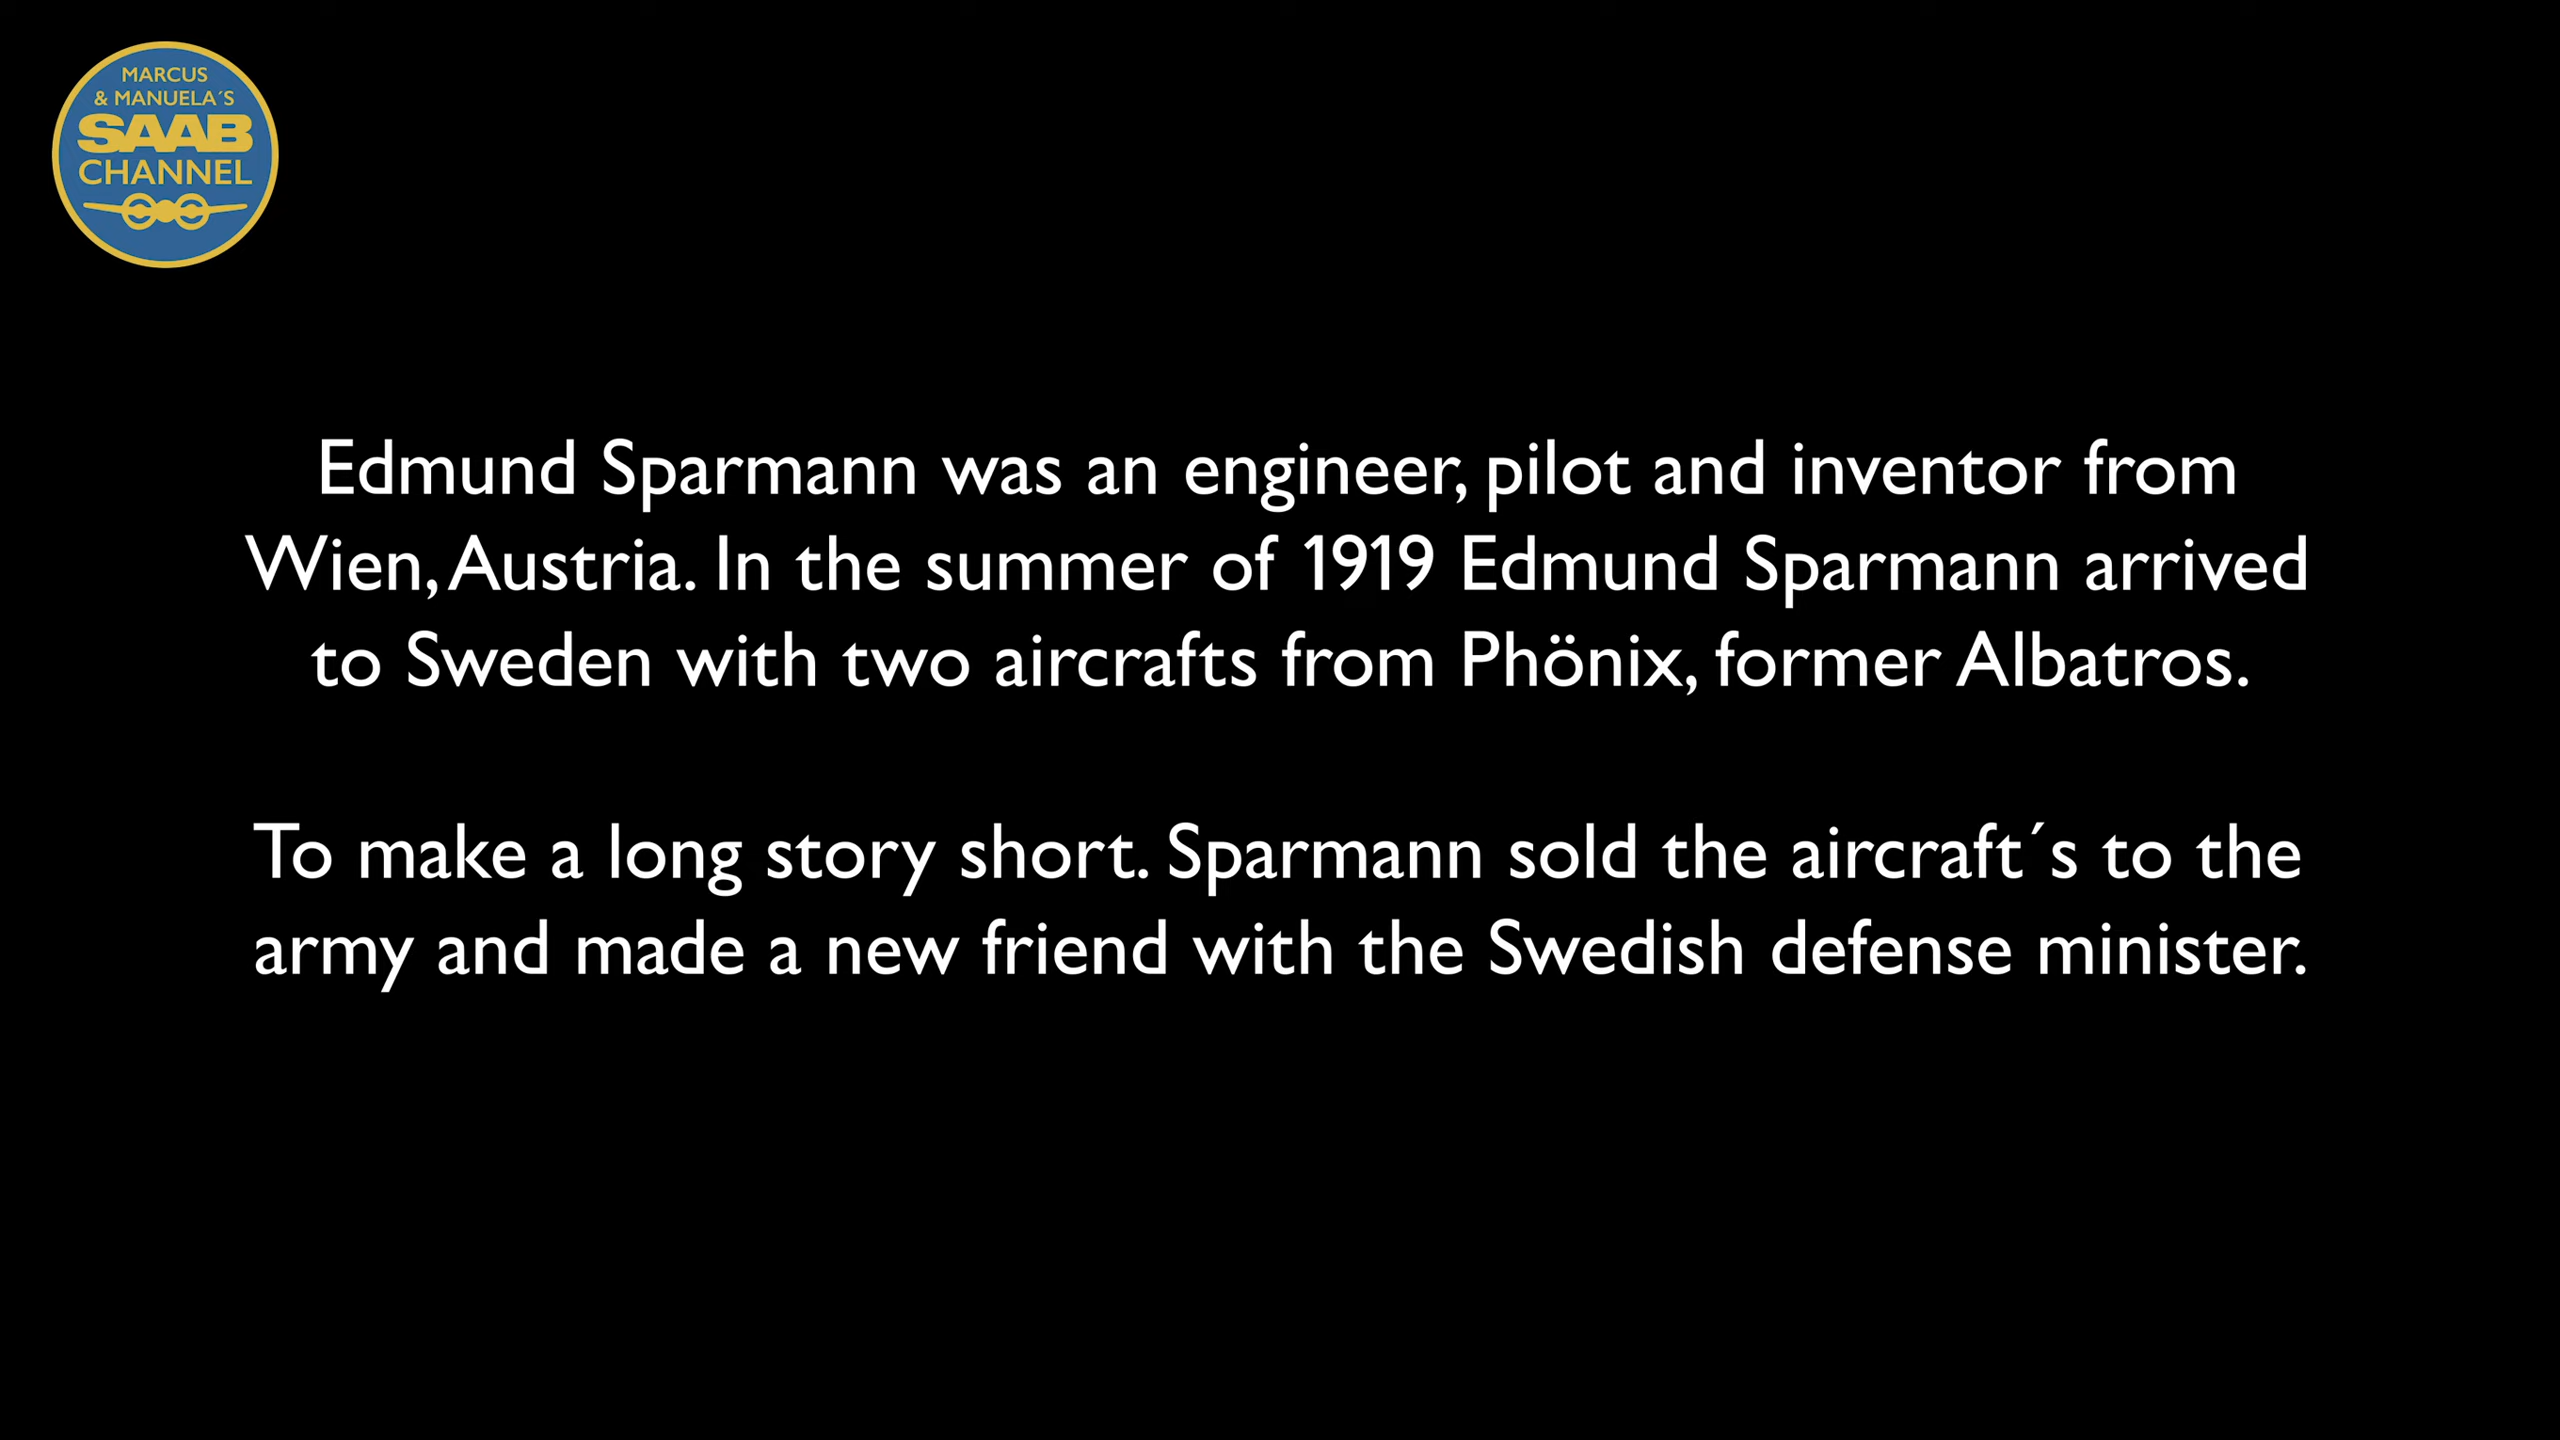 MARCUS
& MANUELA´S
SAAB
CHANNEL
Edmund Sparmann was an engineer, pilot and inventor from
Wien, Austria. In the summer of 1919 Edmund Sparmann arrived
to Sweden with two aircrafts from Phönix, former Albatros.
To make a long story short. Sparmann sold the aircraft´s to the
army and made a new friend with the Swedish defense minister.